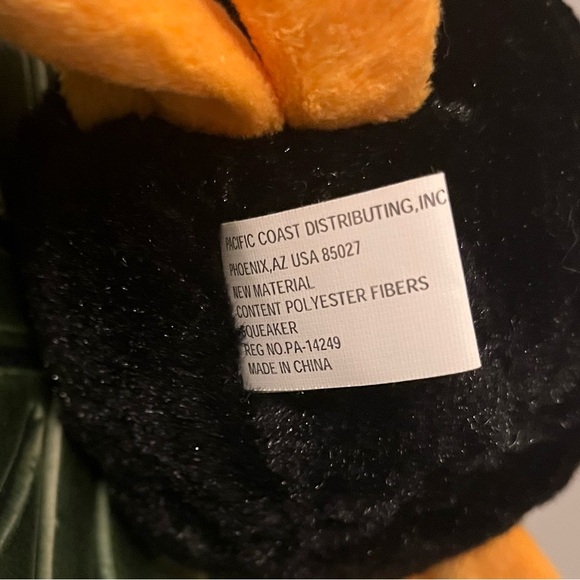 PACIFIC COAST DISTRIBUTING,INC
PHOENIX,AZ USA 85027
NEW MATERIAL
CONTENT POLYESTER FIBERS
SQUEAKER
REG NO.PA-14249
MADE IN CHINA